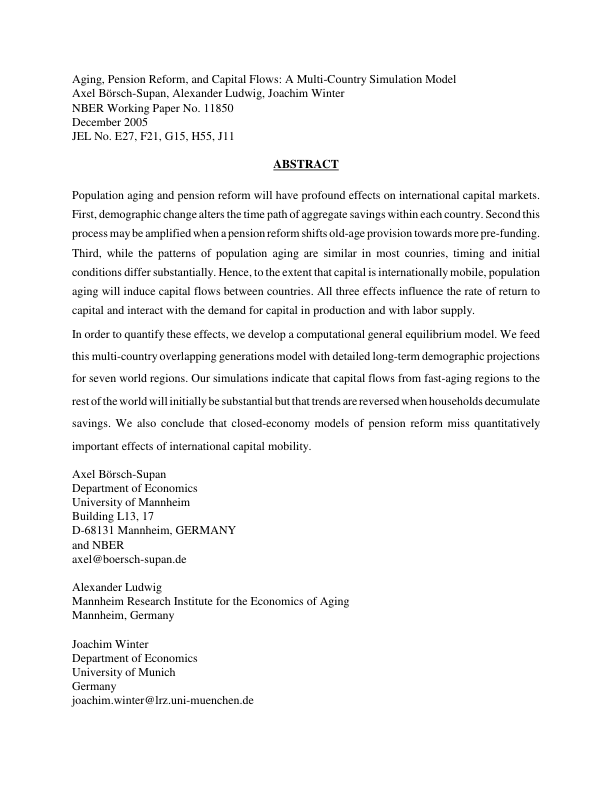 Aging, Pension Reform, and Capital Flows: A Multi-Country Simulation Model
Axel Börsch-Supan, Alexander Ludwig, Joachim Winter
NBER Working Paper No. 11850
December 2005
JEL No. E27, F21, G15, H55, J11
ABSTRACT
Population aging and pension reform will have profound effects on international capital markets.
First, demographic change alters the time path of aggregate savings within each country. Second this
process may be amplified when a pension reform shifts old-age provision towards more pre-funding.
Third, while the patterns of population aging are similar in most counries, timing and initial
conditions differ substantially. Hence, to the extent that capital is internationally mobile, population
aging will induce capital flows between countries. All three effects influence the rate of return to
capital and interact with the demand for capital in production and with labor supply.
In order to quantify these effects, we develop a computational general equilibrium model. We feed
this multi-country overlapping generations model with detailed long-term demographic projections
for seven world regions. Our simulations indicate that capital flows from fast-aging regions to the
rest of the world will initially be substantial but that trends are reversed when households decumulate
savings. We also conclude that closed-economy models of pension reform miss quantitatively
important effects of international capital mobility.
Axel Börsch-Supan
Department of Economics
University of Mannheim
Building L13, 17
D-68131 Mannheim, GERMANY
and NBER
axel@boersch-supan.de
Alexander Ludwig
Mannheim Research Institute for the Economics of Aging
Mannheim, Germany
Joachim Winter
Department of Economics
University of Munich
Germany
joachim.winter@lrz.uni-muenchen.de